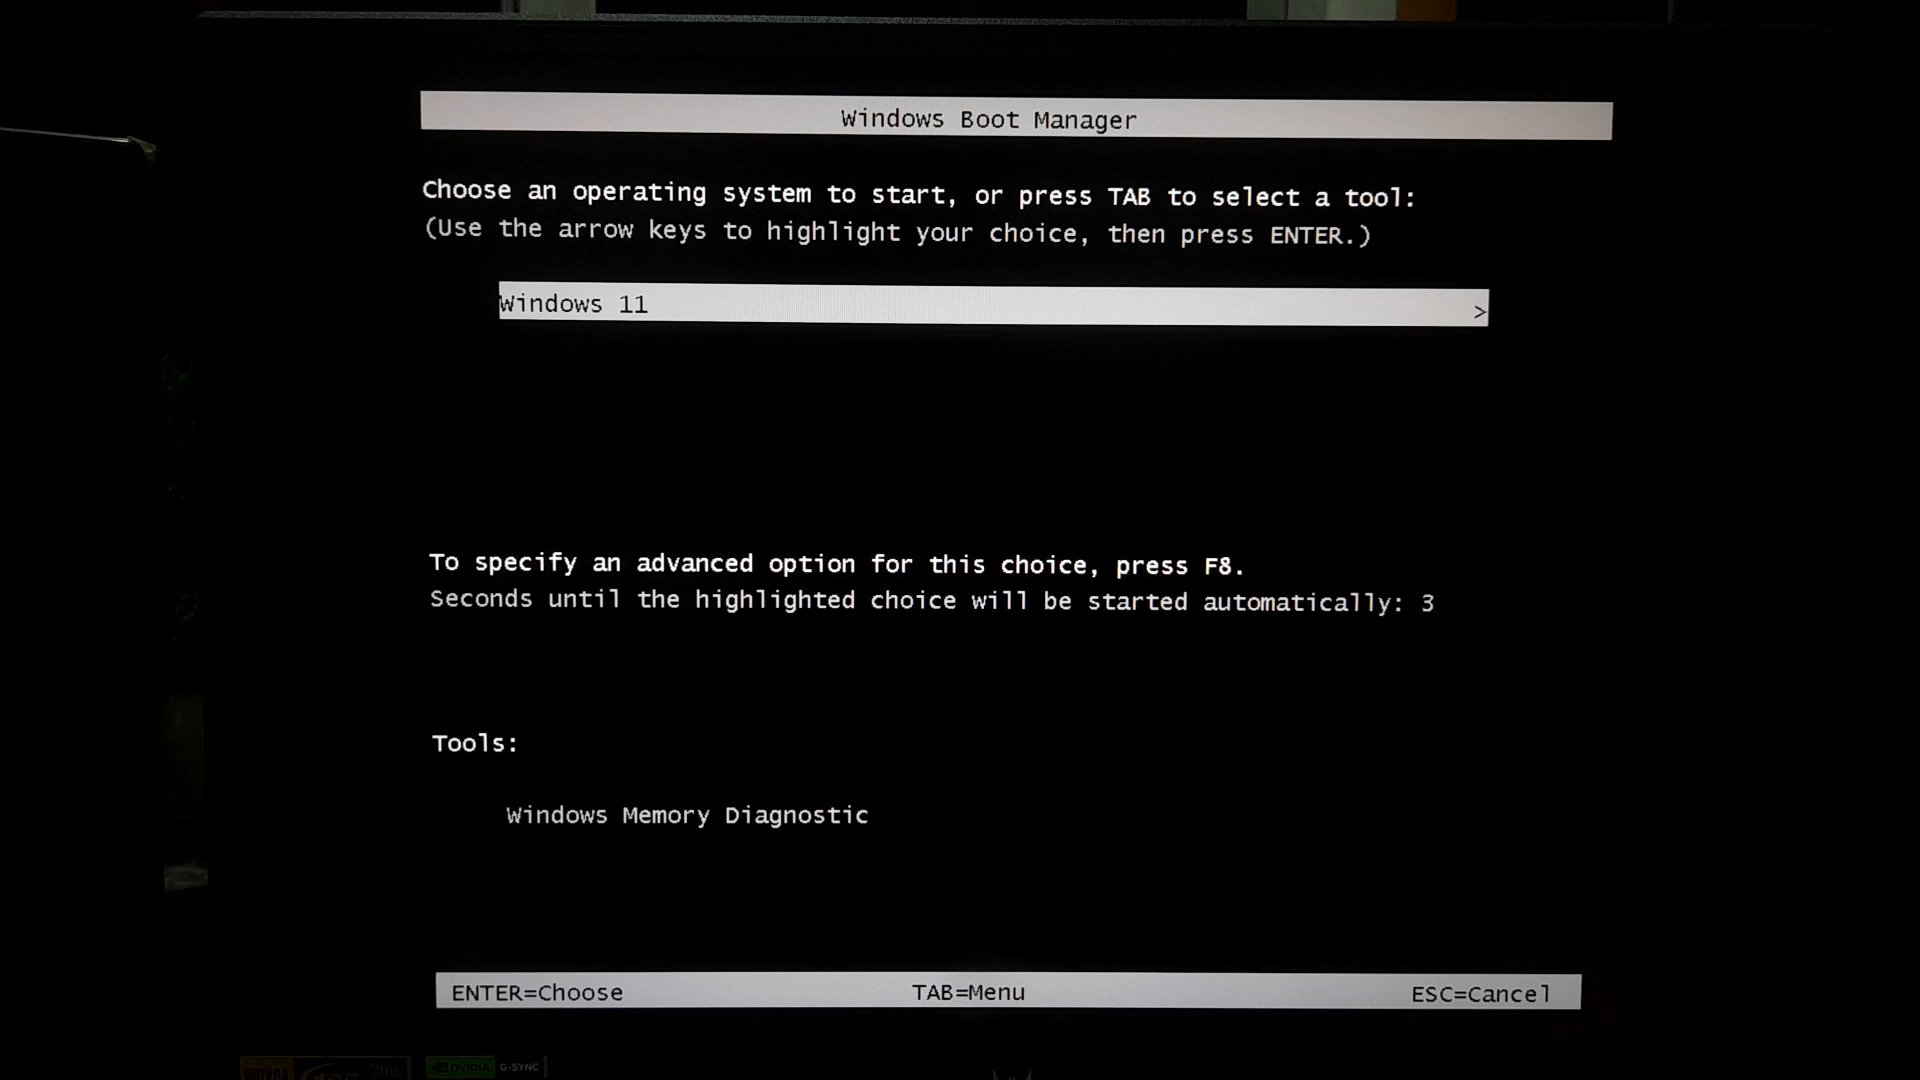 Windows Boot Manager
Choose an operating system to start, or press TAB to select a tool:
(Use the arrow keys to highlight your choice, then press ENTER.)
Windows 11 >
To specify an advanced option for this choice, press F8.
Seconds until the highlighted choice will be started automatically: 3
Tools:
Windows Memory Diagnostic
ENTER=Choose TAB=Menu ESC=Cancel
3ms
NVIDIA G-SYNC